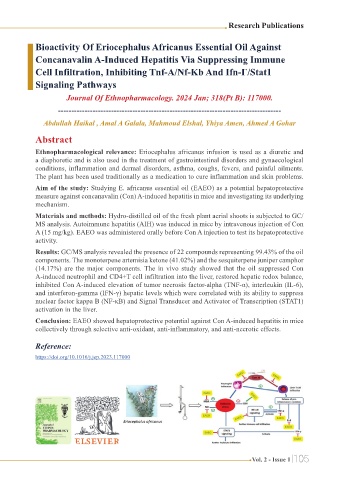 Research Publications
Bioactivity Of Eriocephalus Africanus Essential Oil Against
Concanavalin A-Induced Hepatitis Via Suppressing Immune
Cell Infiltration, Inhibiting Tnf-A/Nf-Kb And Ifn-Γ/Stat1
Signaling Pathways
Journal Of Ethnopharmacology. 2024 Jan; 318(Pt B): 117000.
Abdullah Haikal , Amal A Galala, Mahmoud Elshal, Yhiya Amen, Ahmed A Gohar
Abstract
Ethnopharmacological relevance: Eriocephalus africanus infusion is used as a diuretic and
a diaphoretic and is also used in the treatment of gastrointestinal disorders and gynaecological
conditions, inflammation and dermal disorders, asthma, coughs, fevers, and painful ailments.
The plant has been used traditionally as a medication to cure inflammation and skin problems.
Aim of the study: Studying E. africanus essential oil (EAEO) as a potential hepatoprotective
measure against concanavalin (Con) A-induced hepatitis in mice and investigating its underlying
mechanism.
Materials and methods: Hydro-distilled oil of the fresh plant aerial shoots is subjected to GC/
MS analysis. Autoimmune hepatitis (AIH) was induced in mice by intravenous injection of Con
A (15 mg/kg). EAEO was administered orally before Con A injection to test its hepatoprotective
activity.
Results: GC/MS analysis revealed the presence of 22 compounds representing 99.43% of the oil
components. The monoterpene artemisia ketone (41.02%) and the sesquiterpene juniper camphor
(14.17%) are the major components. The in vivo study showed that the oil suppressed Con
A-induced neutrophil and CD4+T cell infiltration into the liver, restored hepatic redox balance,
inhibited Con A-induced elevation of tumor necrosis factor-alpha (TNF-α), interleukin (IL-6),
and interferon-gamma (IFN-γ) hepatic levels which were correlated with its ability to suppress
nuclear factor kappa B (NF-κB) and Signal Transducer and Activator of Transcription (STAT1)
activation in the liver.
Conclusion: EAEO showed hepatoprotective potential against Con A-induced hepatitis in mice
collectively through selective anti-oxidant, anti-inflammatory, and anti-necrotic effects.
Reference:
https://doi.org/10.1016/j.jep.2023.117000
Eriocephalus africanus
ELSEVIER
Vol. 2 - Issue 1 105